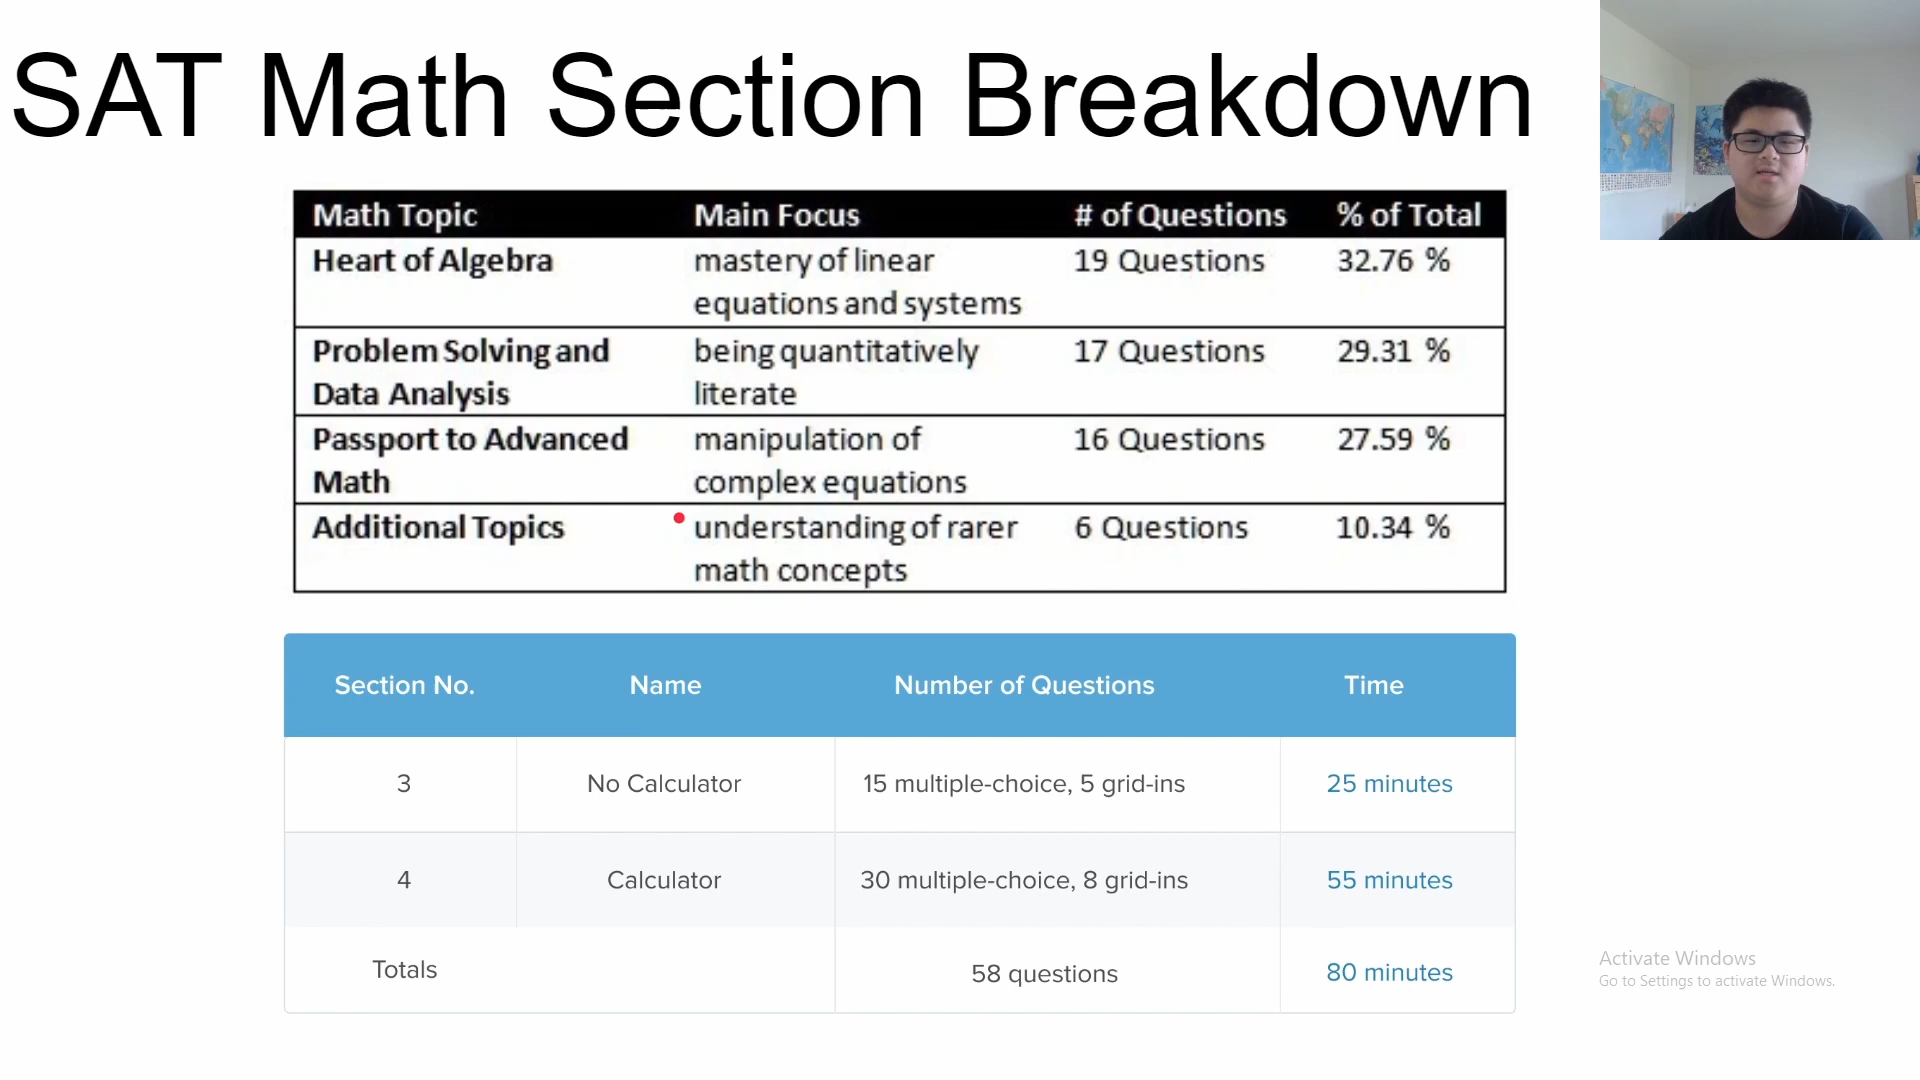 SAT Math Section Breakdown
Math Topic Main Focus # of Questions % of Total
Heart of Algebra mastery of linear 19 Questions 32.76 %
equations and systems
Problem Solving and being quantitatively 17 Questions 29.31 %
Data Analysis literate
Passport to Advanced manipulation of 16 Questions 27.59 %
Math complex equations
Additional Topics understanding of rarer 6 Questions 10.34 %
math concepts
Section No. Name Number of Questions Time
3 No Calculator 15 multiple-choice, 5 grid-ins 25 minutes
4 Calculator 30 multiple-choice, 8 grid-ins 55 minutes
Totals 58 questions 80 minutes
Activate Windows
Go to Settings to activate Windows.